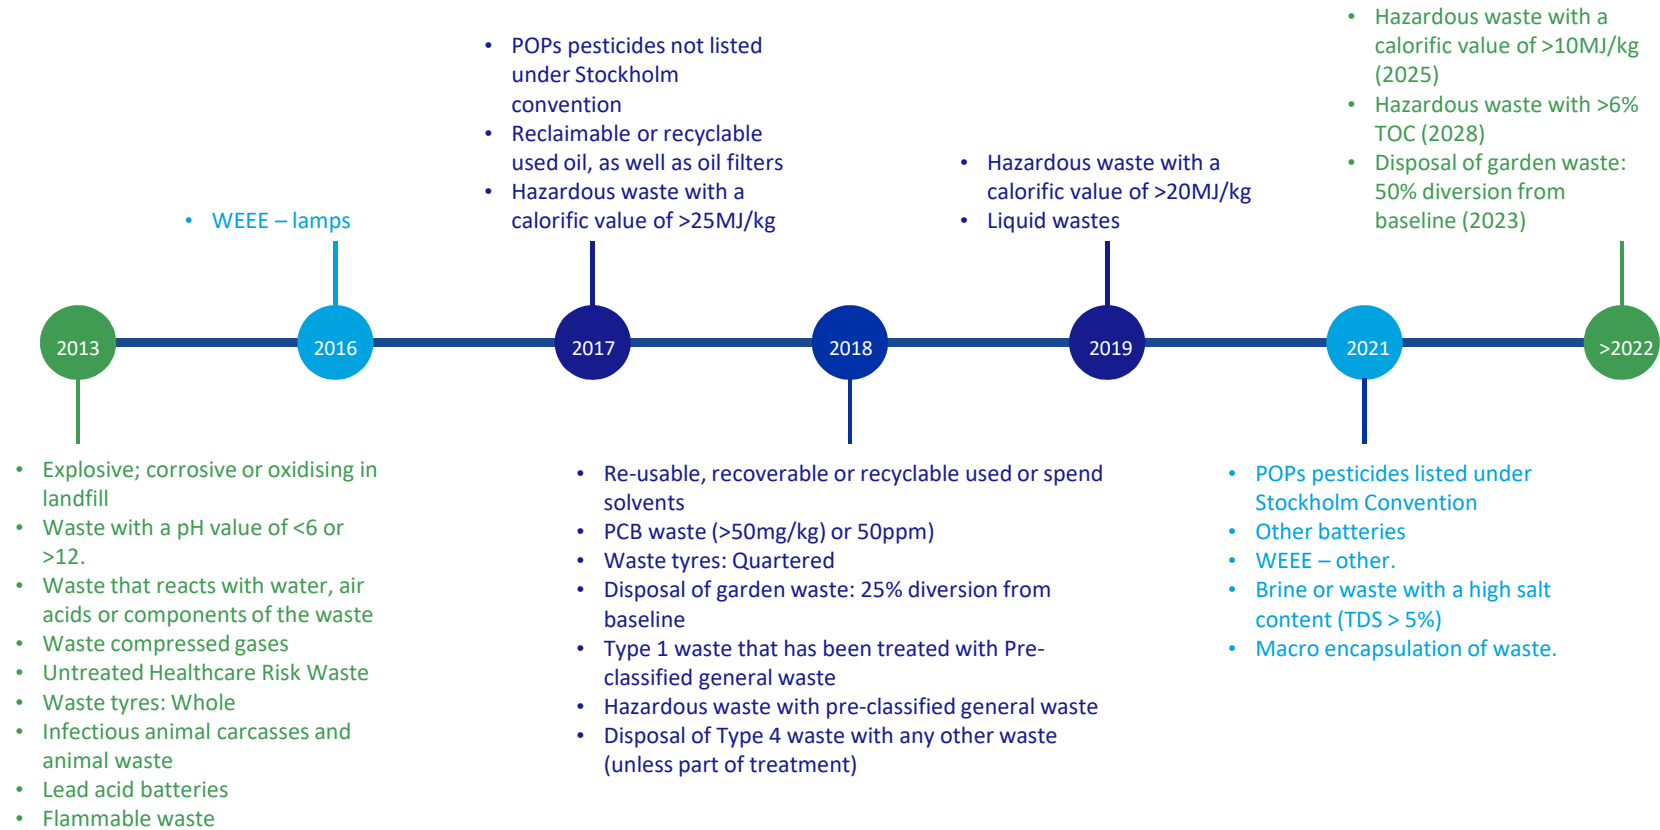 • POPs pesticides not listed
under Stockholm
convention
• Reclaimable or recyclable
used oil, as well as oil filters
• Hazardous waste with a
calorific value of >25MJ/kg
• WEEE – lamps
• Hazardous waste with a
calorific value of >20MJ/kg
• Liquid wastes
• Hazardous waste with a
calorific value of >10MJ/kg
(2025)
• Hazardous waste with >6%
TOC (2028)
• Disposal of garden waste:
50% diversion from
baseline (2023)
2013
2016
2017
2018
2019
2021
>2022
• Explosive; corrosive or oxidising in
landfill
• Waste with a pH value of <6 or
>12.
• Waste that reacts with water, air
acids or components of the waste
• Waste compressed gases
• Untreated Healthcare Risk Waste
• Waste tyres: Whole
• Infectious animal carcasses and
animal waste
• Lead acid batteries
• Flammable waste
• Re-usable, recoverable or recyclable used or spend
solvents
• PCB waste (>50mg/kg) or 50ppm)
• Waste tyres: Quartered
• Disposal of garden waste: 25% diversion from
baseline
• Type 1 waste that has been treated with Pre-
classified general waste
• Hazardous waste with pre-classified general waste
• Disposal of Type 4 waste with any other waste
(unless part of treatment)
• POPs pesticides listed under
Stockholm Convention
• Other batteries
• WEEE – other.
• Brine or waste with a high salt
content (TDS > 5%)
• Macro encapsulation of waste.